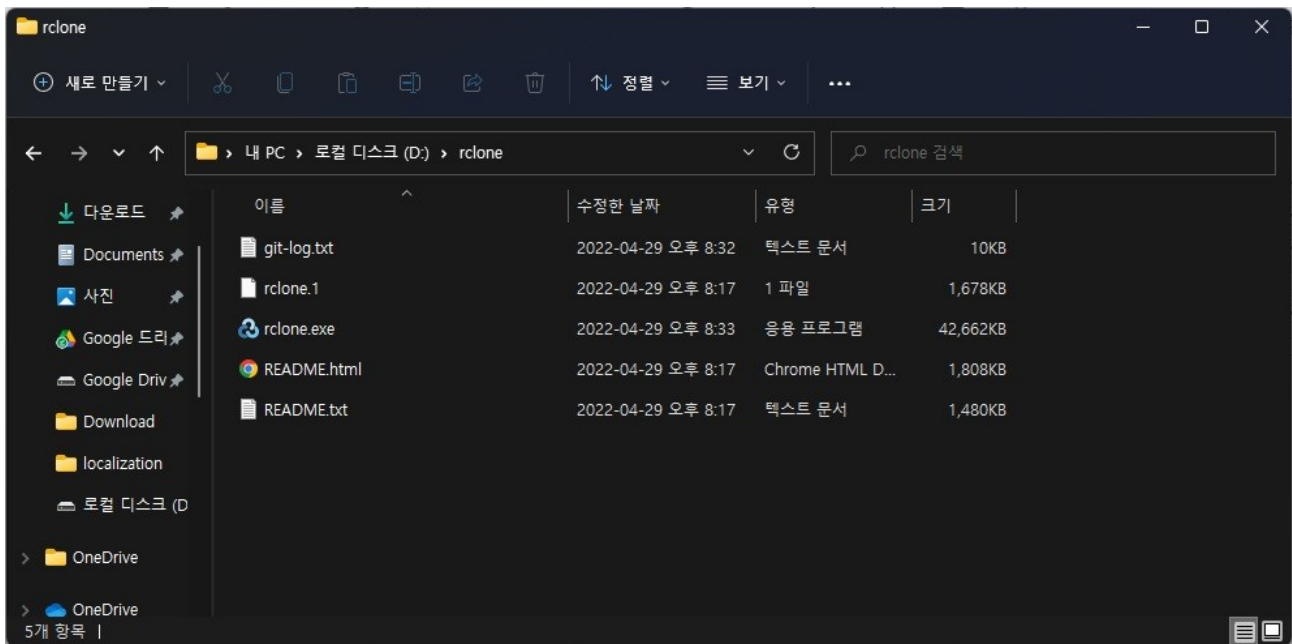 rclone
새로 만들기 정렬 보기
내 PC > 로컬 디스크 (D:) > rclone
rclone 검색
다운로드
Documents
사진
Google 드리
Google Driv
Download
localization
로컬 디스크 (D
OneDrive
OneDrive
이름 수정한 날짜 유형 크기
git-log.txt 2022-04-29 오후 8:32 텍스트 문서 10KB
rclone.1 2022-04-29 오후 8:17 1 파일 1,678KB
rclone.exe 2022-04-29 오후 8:33 응용 프로그램 42,662KB
README.html 2022-04-29 오후 8:17 Chrome HTML D... 1,808KB
README.txt 2022-04-29 오후 8:17 텍스트 문서 1,480KB
5개 항목